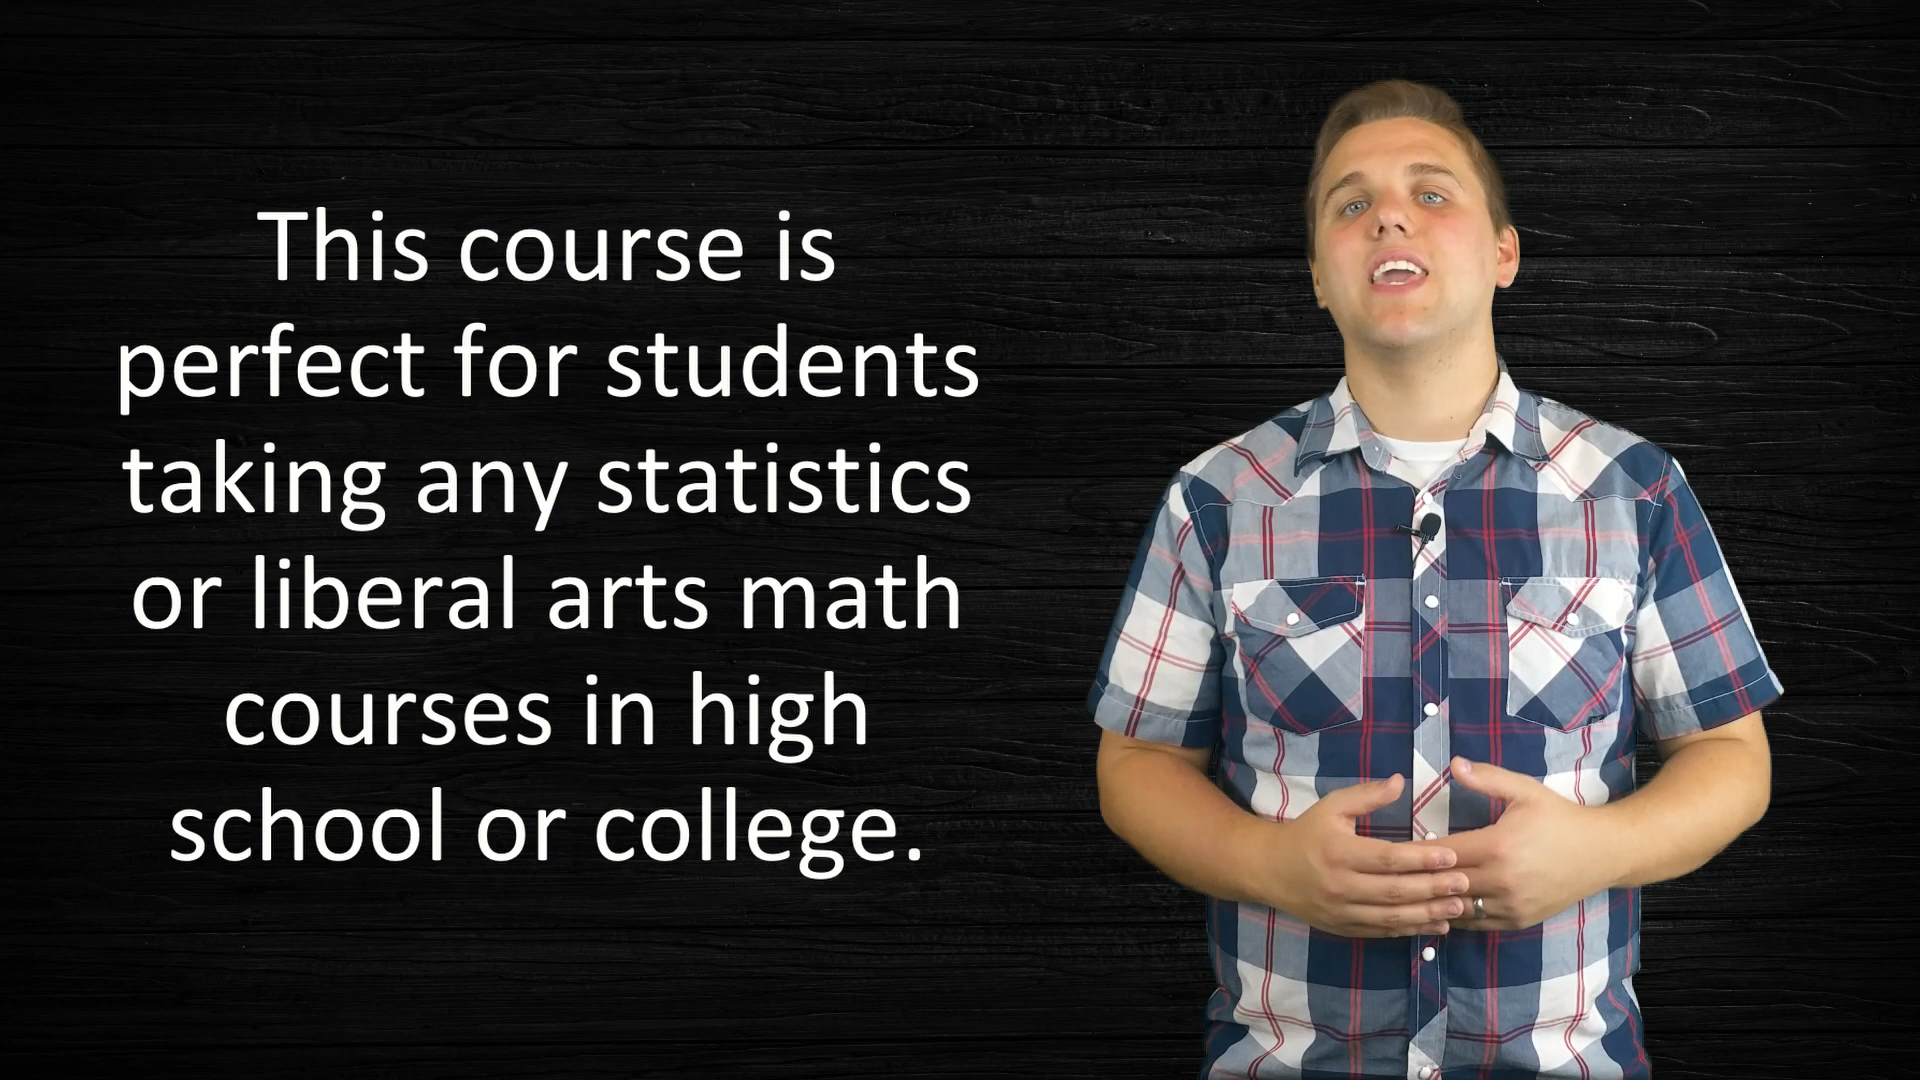 This course is
perfect for students
taking any statistics
or liberal arts math
courses in high
school or college.